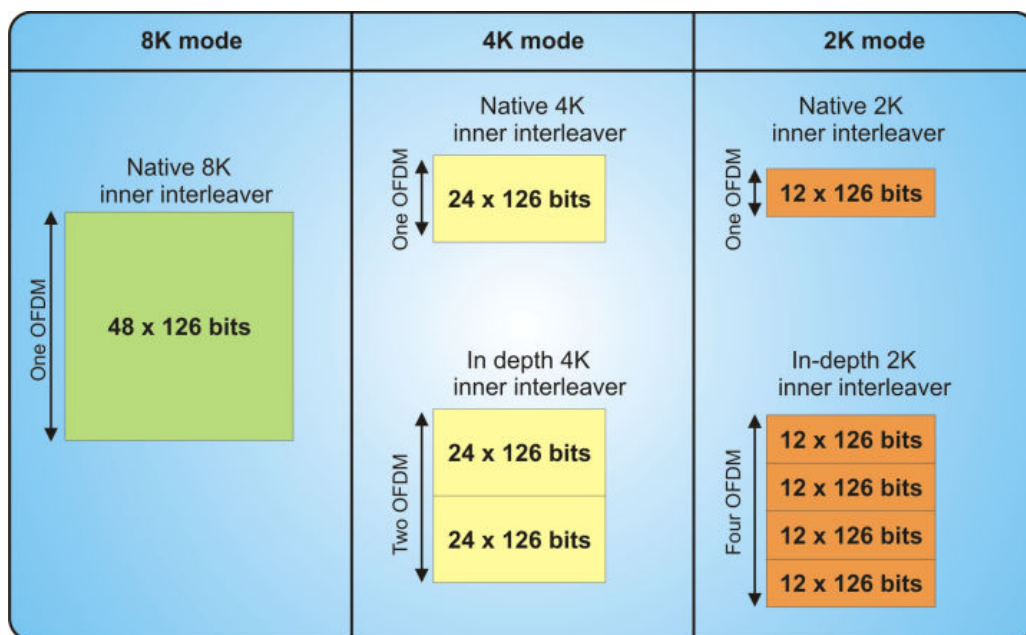 8K mode
4K mode
2K mode
Native 8K
inner interleaver
One OFDM
48 x 126 bits
Native 4K
inner interleaver
One OFDM
24 x 126 bits
In depth 4K
inner interleaver
Two OFDM
24 x 126 bits
24 x 126 bits
Native 2K
inner interleaver
One OFDM
12 x 126 bits
In-depth 2K
inner interleaver
Four OFDM
12 x 126 bits
12 x 126 bits
12 x 126 bits
12 x 126 bits